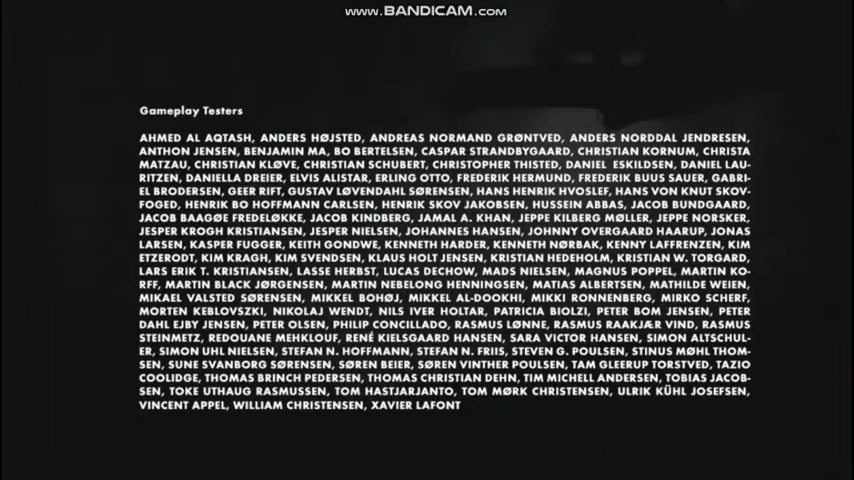 www.BANDICAM.com
Gameplay Testers
AHMED AL AQTASH, ANDERS HØJSTED, ANDREAS NORMAND GRØNTVED, ANDERS NORDDAL JENDRESEN,
ANTHON JENSEN, BENJAMIN MA, BO BERTELSEN, CASPAR STRANDBYGAARD, CHRISTIAN KORNUM, CHRISTA
MATZAU, CHRISTIAN KLØVE, CHRISTIAN SCHUBERT, CHRISTOPHER THISTED, DANIEL ESKILDSEN, DANIEL LAU-
RITZEN, DANIELLA DREIER, ELVIS ALISTAR, ERLING OTTO, FREDERIK HERMUND, FREDERIK BUUS SAUER, GABRI-
EL BRODERSEN, GEER RIFT, GUSTAV LØVENDAHL SØRENSEN, HANS HENRIK HVOSLEF, HANS VON KNUT SKOV-
FOGED, HENRIK BO HOFFMANN CARLSEN, HENRIK SKOV JAKOBSEN, HUSSEIN ABBAS, JACOB BUNDGAARD,
JACOB BAAGØE FREDELØKKE, JACOB KINDBERG, JAMAL A. KHAN, JEPPE KILBERG MØLLER, JEPPE NORSKER,
JESPER KROGH KRISTIANSEN, JESPER NIELSEN, JOHANNES HANSEN, JOHNNY OVERGAARD HAARUP, JONAS
LARSEN, KASPER FUGGER, KEITH GONDWE, KENNETH HARDER, KENNETH NØRBAK, KENNY LAFFRENZEN, KIM
ETZERODT, KIM KRAGH, KIM SVENDSEN, KLAUS HOLT JENSEN, KRISTIAN HEDEHOLM, KRISTIAN W. TORGARD,
LARS ERIK T. KRISTIANSEN, LASSE HERBST, LUCAS DECHOW, MADS NIELSEN, MAGNUS POPPEL, MARTIN KO-
RFF, MARTIN BLACK JØRGENSEN, MARTIN NEBELONG HENNINGSEN, MATIAS ALBERTSEN, MATHILDE WEIEN,
MIKAEL VALSTED SØRENSEN, MIKKEL BOHØJ, MIKKEL AL-DOOKHI, MIKKI RONNENBERG, MIRKO SCHERF,
MORTEN KEBLOVSZKI, NIKOLAJ WENDT, NILS IVER HOLTAR, PATRICIA BIOLZI, PETER BOM JENSEN, PETER
DAHL EJBY JENSEN, PETER OLSEN, PHILIP CONCILLADO, RASMUS LØNNE, RASMUS RAAKJÆR VIND, RASMUS
STEINMETZ, REDOUANE MEHKLOUF, RENÉ KIELSGAARD HANSEN, SARA VICTOR HANSEN, SIMON ALTSCHUL-
ER, SIMON UHL NIELSEN, STEFAN N. HOFFMANN, STEFAN N. FRIIS, STEVEN G. POULSEN, STINUS MØHL THOM-
SEN, SUNE SVANBORG SØRENSEN, SØREN BEIER, SØREN VINTHER POULSEN, TAM GLEERUP TORSTVED, TAZIO
COOLIDGE, THOMAS BRINCH PEDERSEN, THOMAS CHRISTIAN DEHN, TIM MICHELL ANDERSEN, TOBIAS JACOB-
SEN, TOKE UTHAUG RASMUSSEN, TOM HASTJARJANTO, TOM MØRK CHRISTENSEN, ULRIK KÜHL JOSEFSEN,
VINCENT APPEL, WILLIAM CHRISTENSEN, XAVIER LAFONT